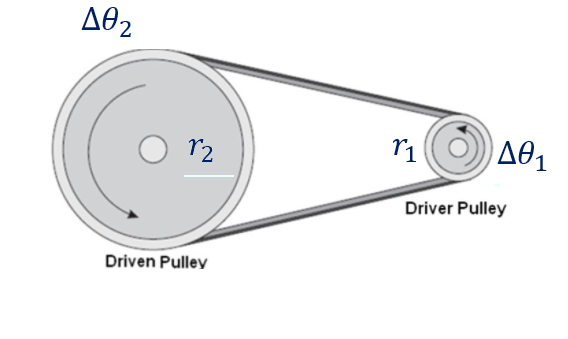 Δθ₂
r₂
r₁ Δθ₁
Driver Pulley
Driven Pulley